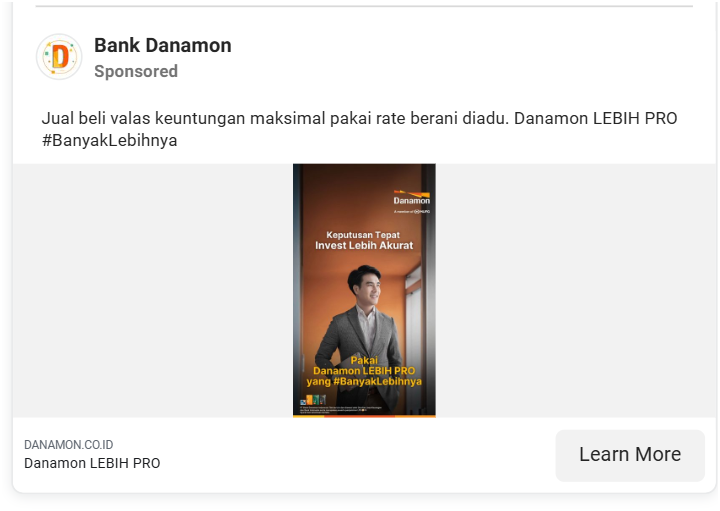 Bank Danamon
Sponsored
Jual beli valas keuntungan maksimal pakai rate berani diadu. Danamon LEBIH PRO
#BanyakLebihnya
Danamon
A member of MUFG
Keputusan Tepat
Invest Lebih Akurat
Pakai
Danamon LEBIH PRO
yang #BanyakLebihnya
DANAMON.CO.ID
Danamon LEBIH PRO
Learn More